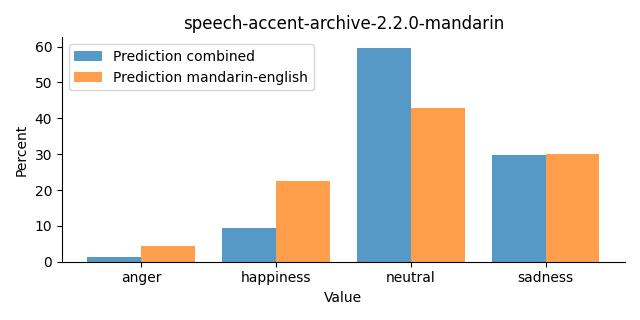 speech-accent-archive-2.2.0-mandarin
Prediction combined
Prediction mandarin-english
Percent
60
50
40
30
20
10
0
anger happiness neutral sadness
Value